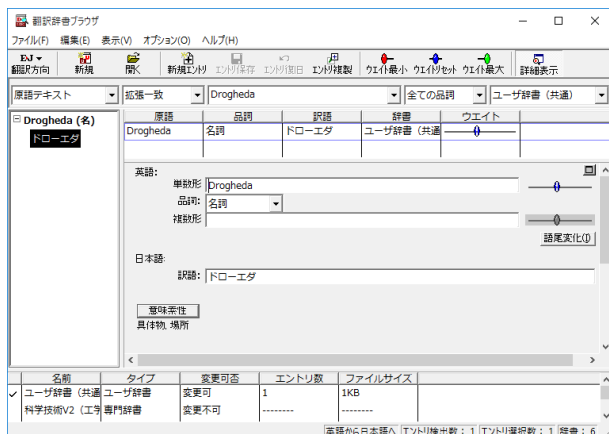 翻訳辞書ブラウザ
ファイル(F) 編集(E) 表示(V) オプション(O) ヘルプ(H)
EJ
翻訳方向 新規 開く 新規エントリ エントリ保存 エントリ復旧 エントリ複製 ウエイト最小 ウエイトリセット ウエイト最大 詳細表示
原語テキスト 拡張一致 Drogheda 全ての品詞 ユーザ辞書（共通）
Drogheda (名)
ドローエダ
原語 品詞 訳語 辞書 ウエイト
Drogheda 名詞 ドローエダ ユーザ辞書（共通
英語:
単数形 Drogheda
品詞: 名詞
複数形
語尾変化(I)
日本語:
訳語: ドローエダ
意味素性
具体物, 場所
名前 タイプ 変更可否 エントリ数 ファイルサイズ
ユーザ辞書（共通 ユーザ辞書 変更可 1 1KB
科学技術V2（工学 専門辞書 変更不可 -------- --------
英語から日本語へ エントリ検出数: 1 エントリ選択数: 1 辞書: 6